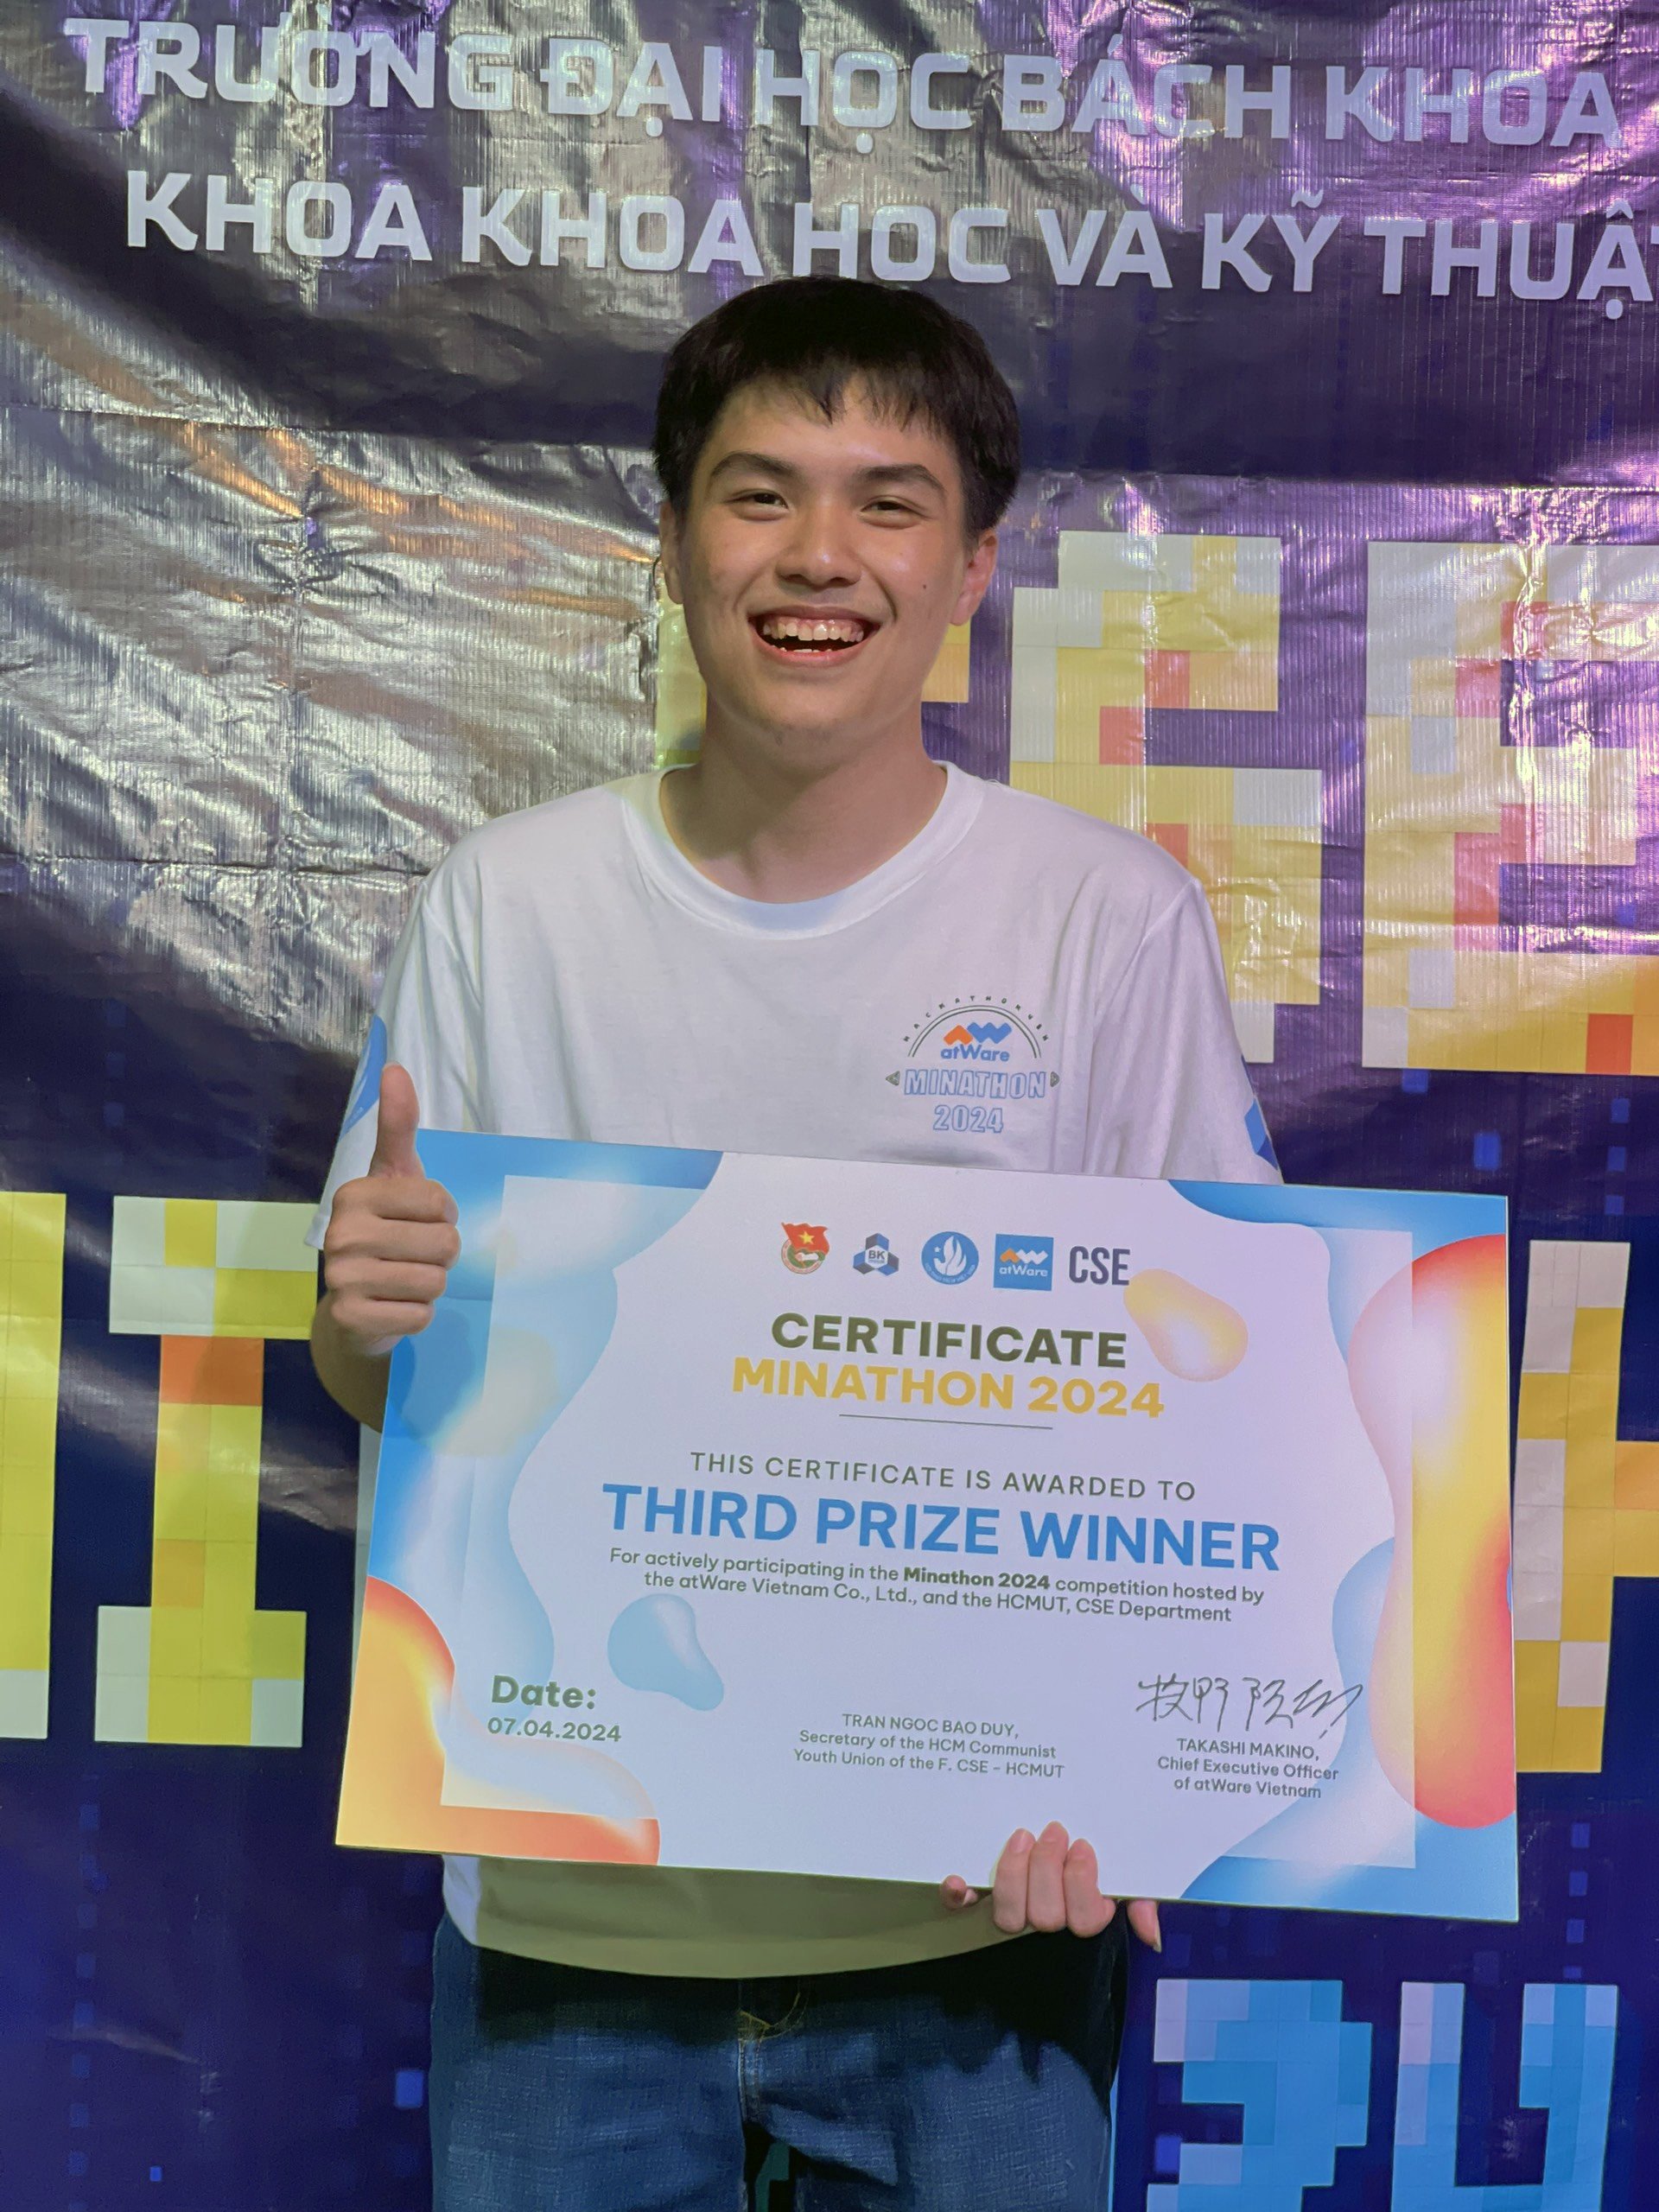 TRƯỜNG ĐẠI HỌC BÁCH KHOA
KHOA KHOA HỌC VÀ KỸ THUẬT
HACKATHON
atWare
MINATHON
2024
BK
atWare
CSE
CERTIFICATE
MINATHON 2024
THIS CERTIFICATE IS AWARDED TO
THIRD PRIZE WINNER
For actively participating in the Minathon 2024 competition hosted by
the atWare Vietnam Co., Ltd., and the HCMUT, CSE Department
Date:
07.04.2024
TRAN NGOC BAO DUY,
Secretary of the HCM Communist
Youth Union of the F. CSE - HCMUT
TAKASHI MAKINO,
Chief Executive Officer
of atWare Vietnam